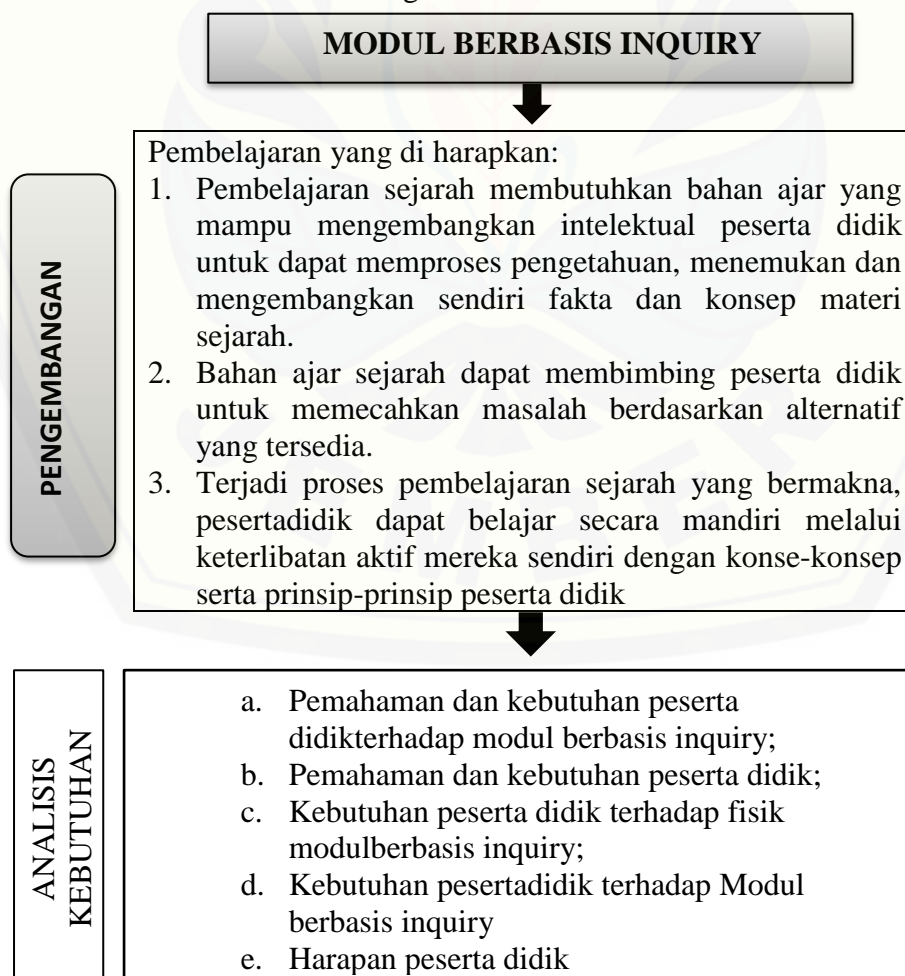 MODUL BERBASIS INQUIRY
PENGEMBANGAN
Pembelajaran yang di harapkan:
1. Pembelajaran sejarah membutuhkan bahan ajar yang
mampu mengembangkan intelektual peserta didik
untuk dapat memproses pengetahuan, menemukan dan
mengembangkan sendiri fakta dan konsep materi
sejarah.
2. Bahan ajar sejarah dapat membimbing peserta didik
untuk memecahkan masalah berdasarkan alternatif
yang tersedia.
3. Terjadi proses pembelajaran sejarah yang bermakna,
pesertadidik dapat belajar secara mandiri melalui
keterlibatan aktif mereka sendiri dengan konse-konsep
serta prinsip-prinsip peserta didik
ANALISIS
KEBUTUHAN
a. Pemahaman dan kebutuhan peserta
didikterhadap modul berbasis inquiry;
b. Pemahaman dan kebutuhan peserta didik;
c. Kebutuhan peserta didik terhadap fisik
modulberbasis inquiry;
d. Kebutuhan pesertadidik terhadap Modul
berbasis inquiry
e. Harapan peserta didik